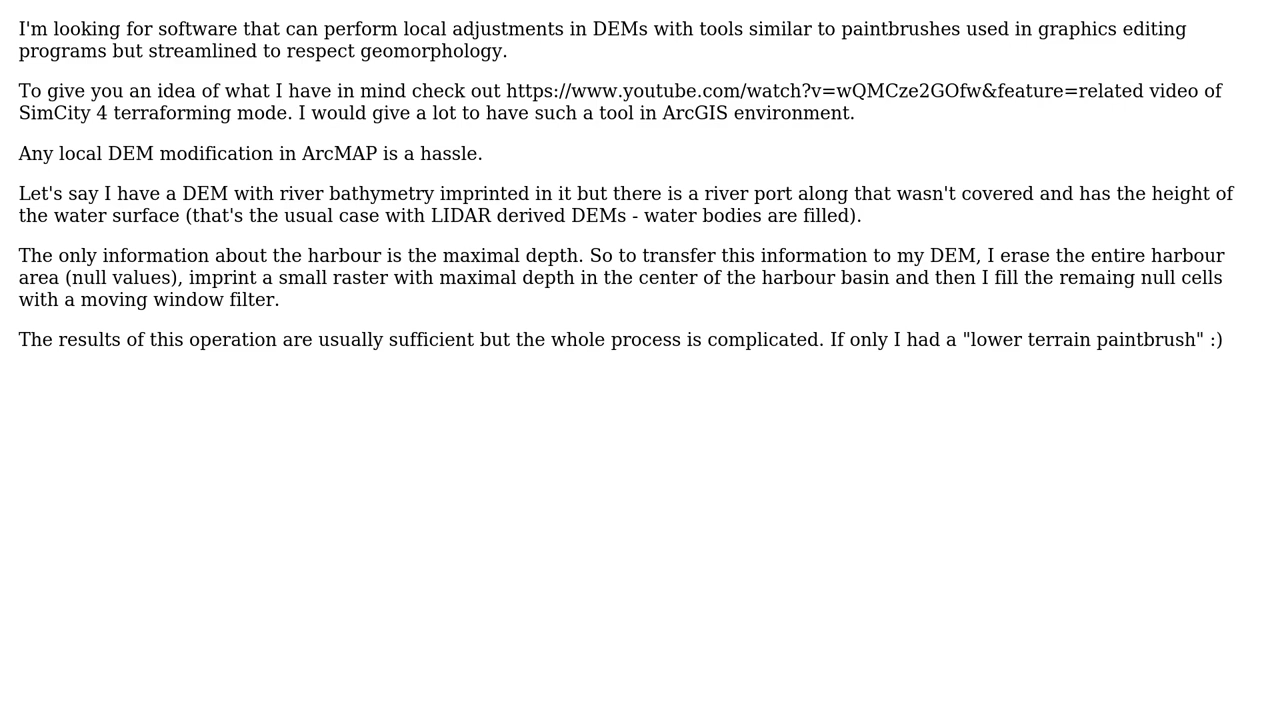 I'm looking for software that can perform local adjustments in DEMs with tools similar to paintbrushes used in graphics editing
programs but streamlined to respect geomorphology.
To give you an idea of what I have in mind check out https://www.youtube.com/watch?v=wQMCze2GOfw&feature=related video of
SimCity 4 terraforming mode. I would give a lot to have such a tool in ArcGIS environment.
Any local DEM modification in ArcMAP is a hassle.
Let's say I have a DEM with river bathymetry imprinted in it but there is a river port along that wasn't covered and has the height of
the water surface (that's the usual case with LIDAR derived DEMs - water bodies are filled).
The only information about the harbour is the maximal depth. So to transfer this information to my DEM, I erase the entire harbour
area (null values), imprint a small raster with maximal depth in the center of the harbour basin and then I fill the remaing null cells
with a moving window filter.
The results of this operation are usually sufficient but the whole process is complicated. If only I had a "lower terrain paintbrush" :)